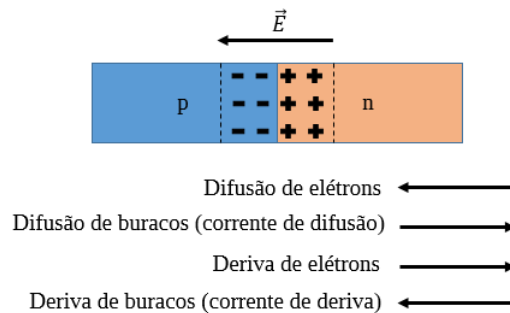 E
p
n
Difusão de elétrons
Difusão de buracos (corrente de difusão)
Deriva de elétrons
Deriva de buracos (corrente de deriva)